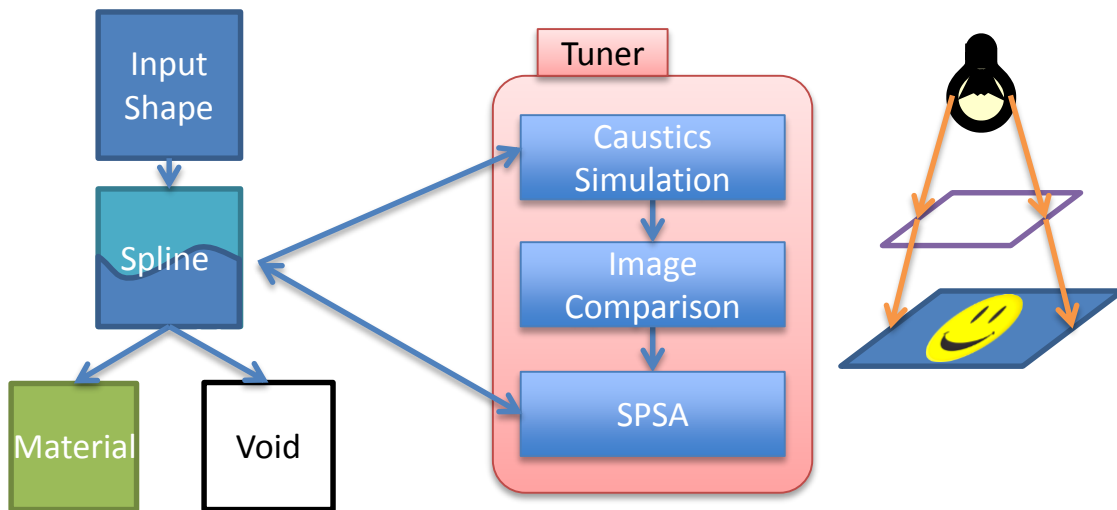 Input
Shape
Spline
Material
Void
Tuner
Caustics
Simulation
Image
Comparison
SPSA